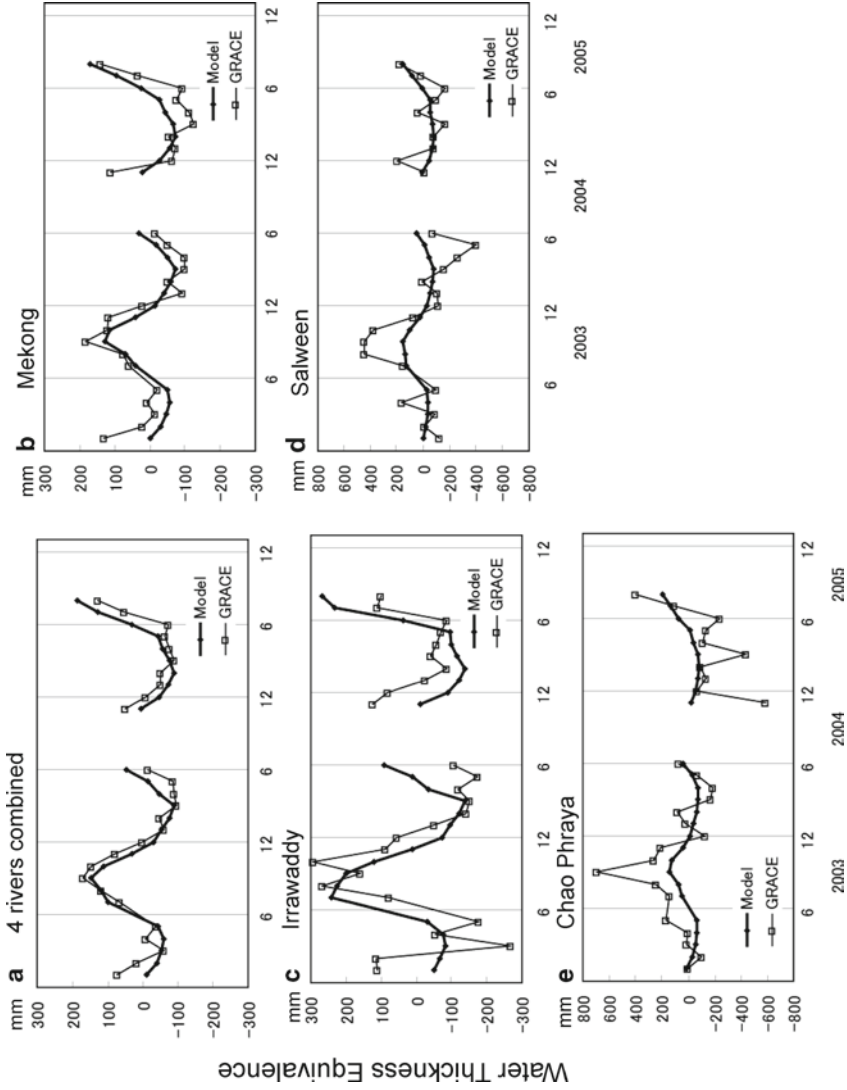 Water Thickness Equivalence
a 4 rivers combined
mm
300
200
100
0
-100
-200
-300
6 12 6 12 6 12
Model
GRACE
b Mekong
mm
300
200
100
0
-100
-200
-300
6 12 6 12 6 12
Model
GRACE
c Irrawaddy
mm
300
200
100
0
-100
-200
-300
6 12 6 12 6 12
Model
GRACE
d Salween
mm
800
600
400
200
0
-200
-400
-600
-800
6 12 6 12 6 12
2003 2004 2005
Model
GRACE
e Chao Phraya
mm
800
600
400
200
0
-200
-400
-600
-800
6 12 6 12 6 12
2003 2004 2005
Model
GRACE